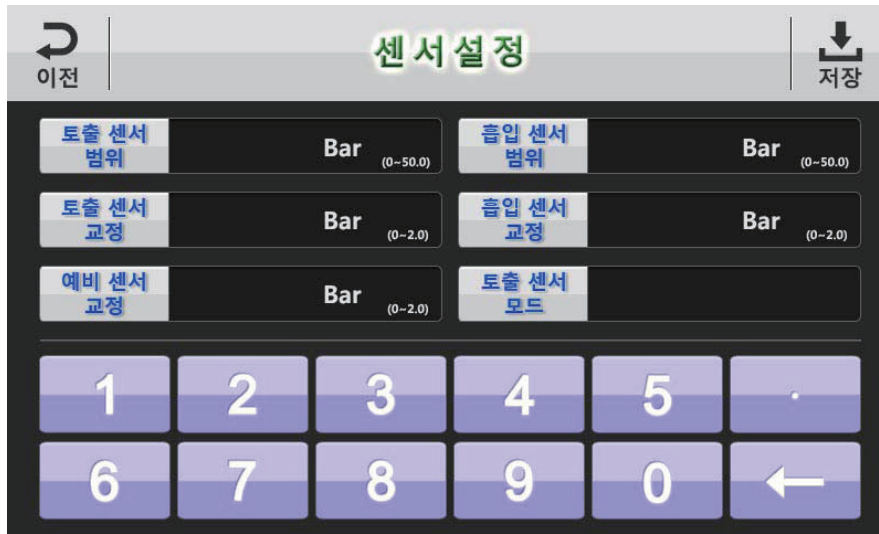 이전
센서설정
저장
토출 센서
범위
Bar (0~50.0)
흡입 센서
범위
Bar (0~50.0)
토출 센서
교정
Bar (0~2.0)
흡입 센서
교정
Bar (0~2.0)
예비 센서
교정
Bar (0~2.0)
토출 센서
모드
1 2 3 4 5 .
6 7 8 9 0 ←